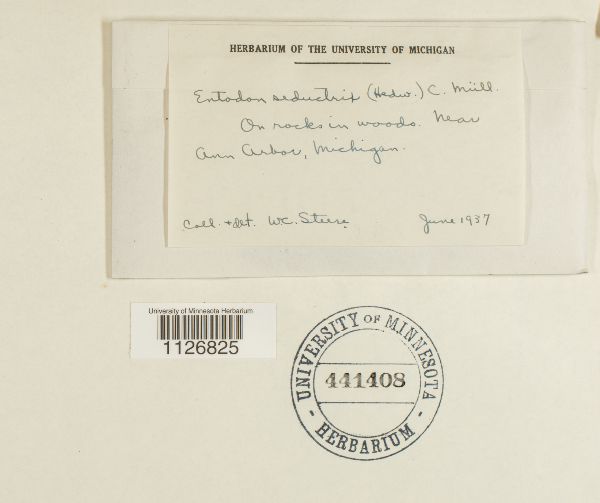 HERBARIUM OF THE UNIVERSITY OF MICHIGAN
Entodon seductrix (Hedw.) C. Müll.
On rocks in woods. Near
Ann Arbor, Michigan.
Coll. + det. W.C. Steere
June 1937
University of Minnesota Herbarium
1126825
UNIVERSITY OF MINNESOTA
441408
- HERBARIUM -